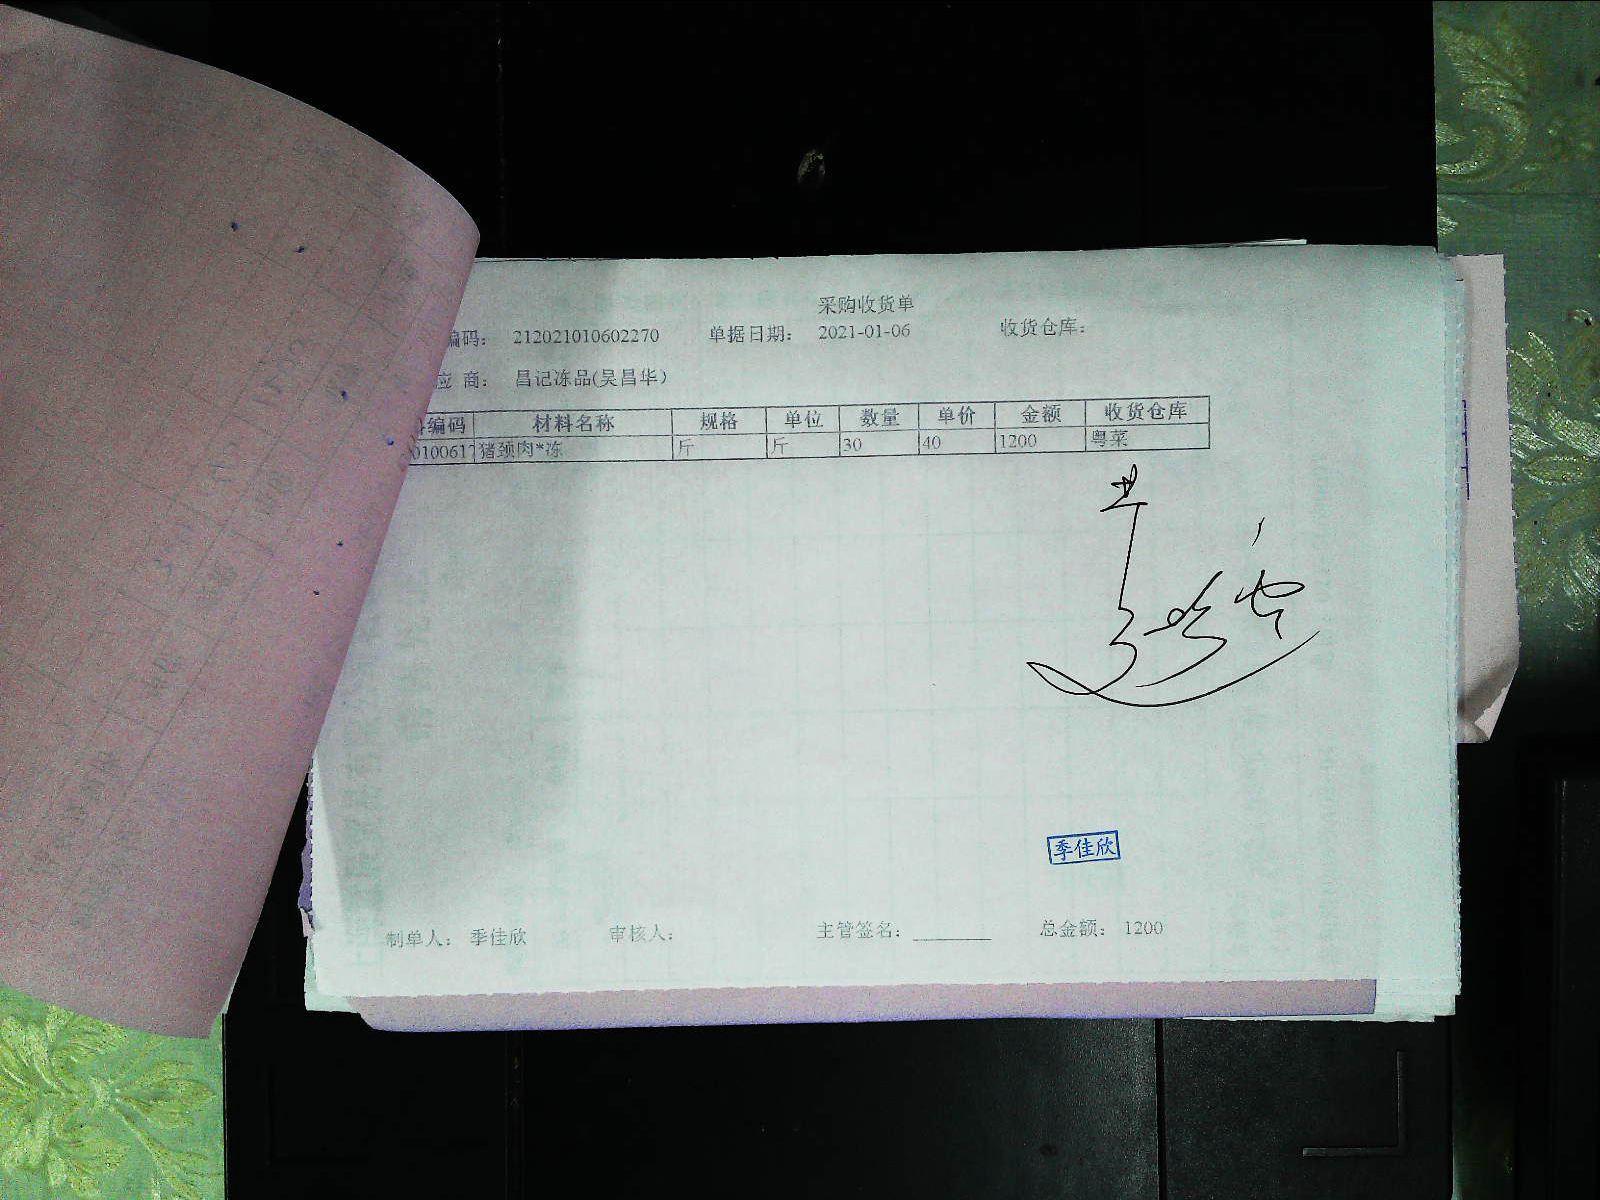 采购收货单
编码： 212021010602270 单据日期： 2021-01-06 收货仓库：
应 商： 昌记冻品(吴昌华)
编码 材料名称 规格 单位 数量 单价 金额 收货仓库
0100617 猪颈肉*冻 斤 斤 30 40 1200 粤菜
季佳欣
制单人： 季佳欣 审核人： 主管签名：________ 总金额： 1200